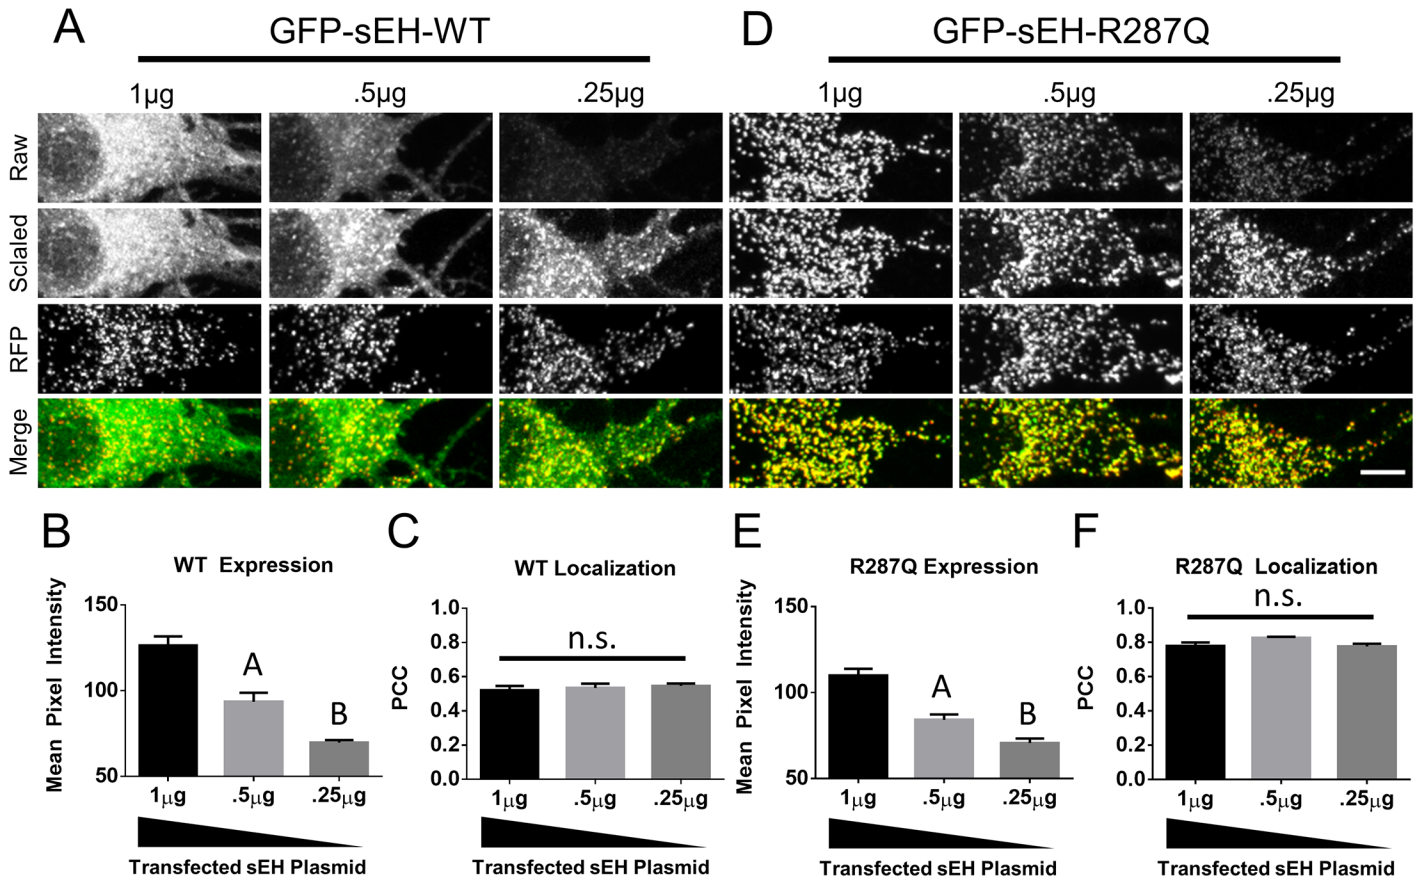 A
GFP-sEH-WT
1µg
.5µg
.25µg
Raw
Sclaled
RFP
Merge
D
GFP-sEH-R287Q
1µg
.5µg
.25µg
B
WT Expression
Mean Pixel Intensity
150
100
50
A
B
1µg
.5µg
.25µg
Transfected sEH Plasmid
C
WT Localization
PCC
1.0
0.8
0.6
0.4
0.2
0.0
n.s.
1µg
.5µg
.25µg
Transfected sEH Plasmid
E
R287Q Expression
Mean Pixel Intensity
150
100
50
A
B
1µg
.5µg
.25µg
Transfected sEH Plasmid
F
R287Q Localization
n.s.
PCC
1.0
0.8
0.6
0.4
0.2
0.0
1µg
.5µg
.25µg
Transfected sEH Plasmid